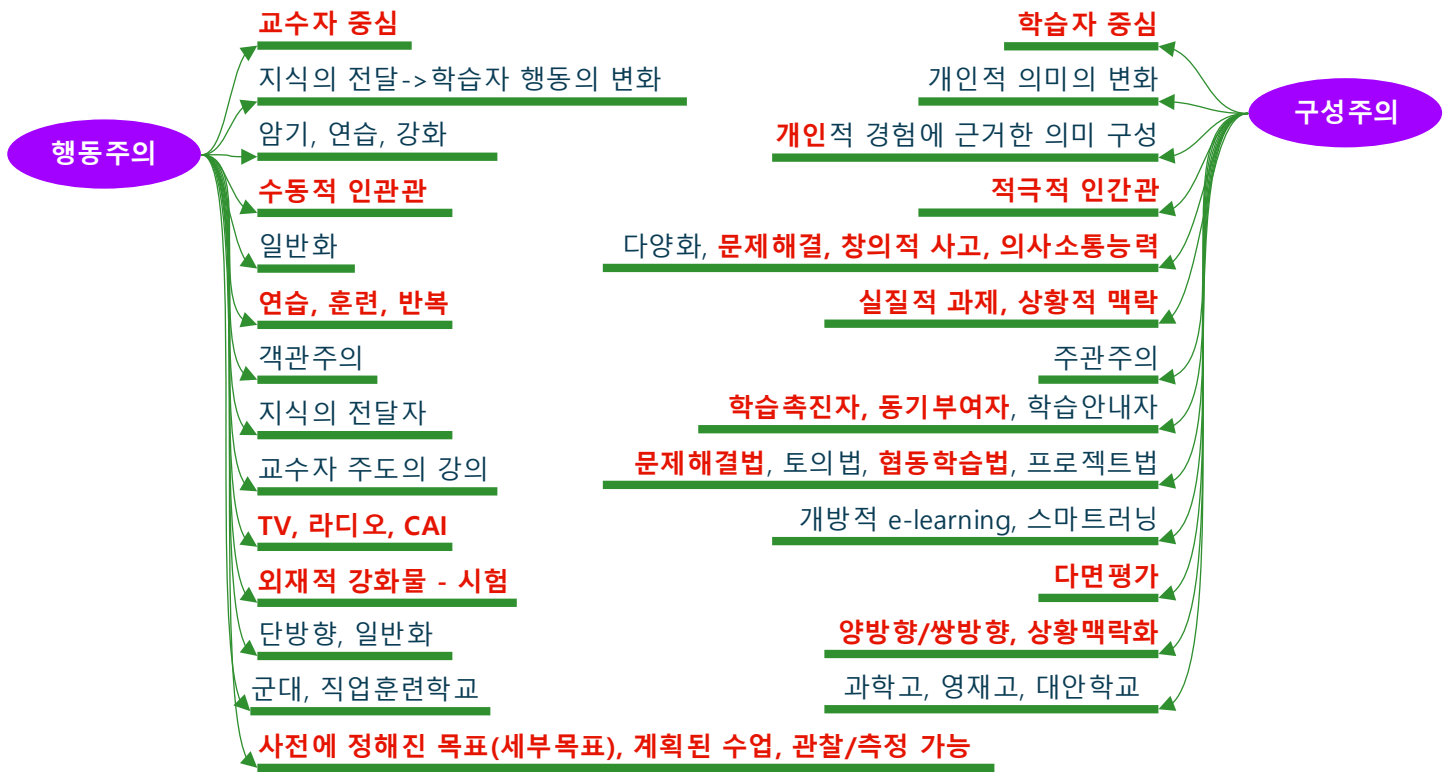 행동주의
교수자 중심
지식의 전달->학습자 행동의 변화
암기, 연습, 강화
수동적 인관관
일반화
연습, 훈련, 반복
객관주의
지식의 전달자
교수자 주도의 강의
TV, 라디오, CAI
외재적 강화물 - 시험
단방향, 일반화
군대, 직업훈련학교
사전에 정해진 목표(세부목표), 계획된 수업, 관찰/측정 가능
구성주의
학습자 중심
개인적 의미의 변화
개인적 경험에 근거한 의미 구성
적극적 인간관
다양화, 문제해결, 창의적 사고, 의사소통능력
실질적 과제, 상황적 맥락
주관주의
학습촉진자, 동기부여자, 학습안내자
문제해결법, 토의법, 협동학습법, 프로젝트법
개방적 e-learning, 스마트러닝
다면평가
양방향/쌍방향, 상황맥락화
과학고, 영재고, 대안학교